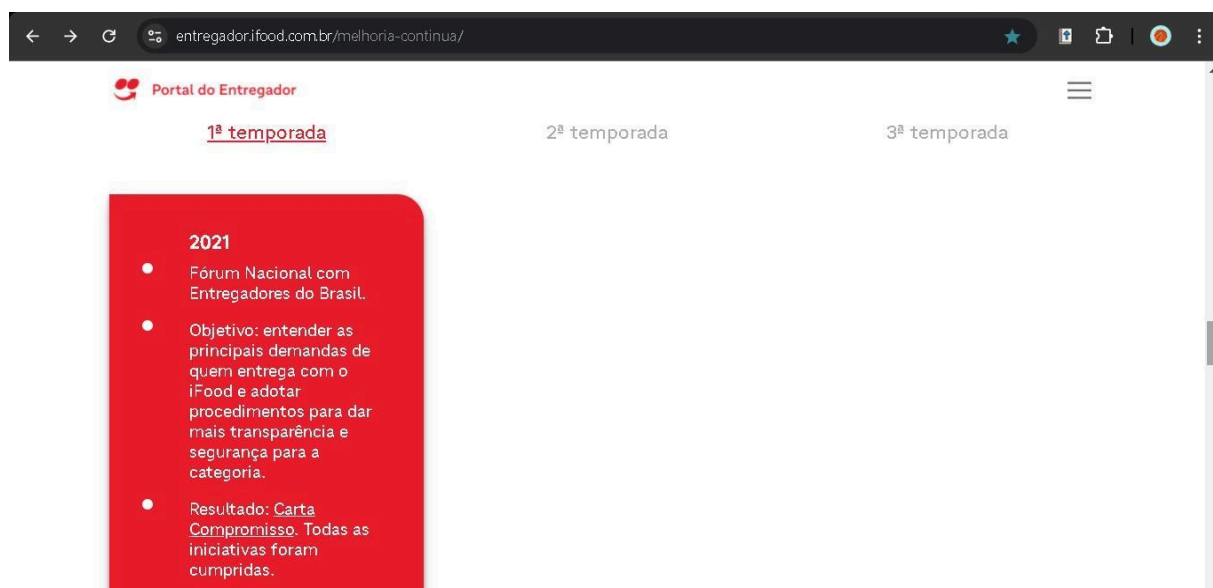 entregador.ifood.com.br/melhoria-continua/
Portal do Entregador
1ª temporada
2ª temporada
3ª temporada
2021
Fórum Nacional com
Entregadores do Brasil.
Objetivo: entender as
principais demandas de
quem entrega com o
iFood e adotar
procedimentos para dar
mais transparência e
segurança para a
categoria.
Resultado: Carta
Compromisso. Todas as
iniciativas foram
cumpridas.